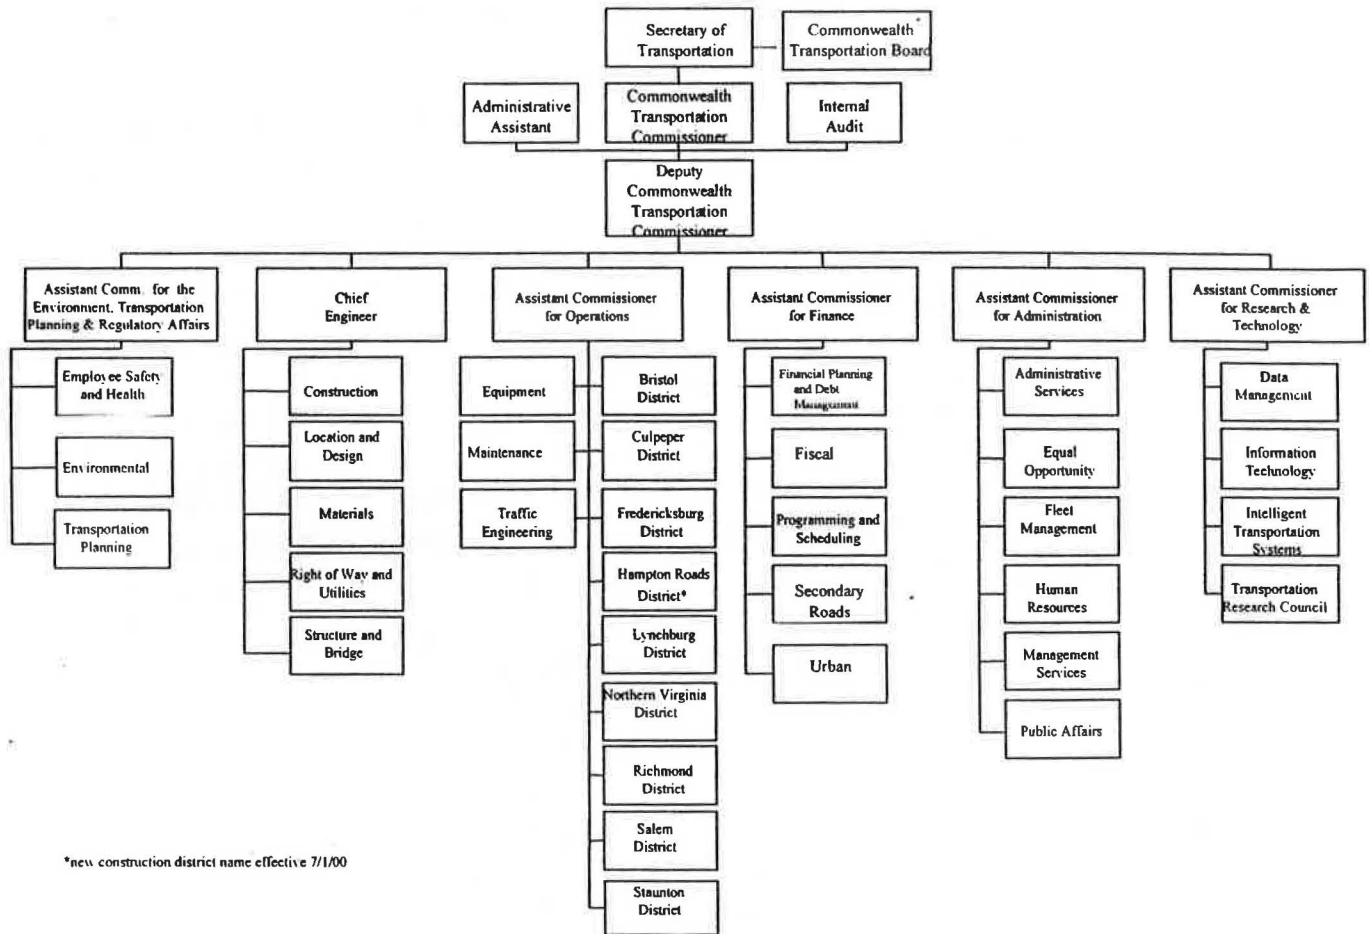 Secretary of
Transportation
Commonwealth
Transportation Board
Administrative
Assistant
Commonwealth
Transportation
Commissioner
Internal
Audit
Deputy
Commonwealth
Transportation
Commissioner
Assistant Comm. for the
Environment, Transportation
Planning & Regulatory Affairs
Chief
Engineer
Assistant Commissioner
for Operations
Assistant Commissioner
for Finance
Assistant Commissioner
for Administration
Assistant Commissioner
for Research &
Technology
Employee Safety
and Health
Environmental
Transportation
Planning
Construction
Location and
Design
Materials
Right of Way and
Utilities
Structure and
Bridge
Equipment
Maintenance
Traffic
Engineering
Bristol
District
Culpeper
District
Fredericksburg
District
Hampton Roads
District*
Lynchburg
District
Northern Virginia
District
Richmond
District
Salem
District
Staunton
District
Financial Planning
and Debt
Management
Fiscal
Programming and
Scheduling
Secondary
Roads
Urban
Administrative
Services
Equal
Opportunity
Fleet
Management
Human
Resources
Management
Services
Public Affairs
Data
Management
Information
Technology
Intelligent
Transportation
Systems
Transportation
Research Council
*new construction district name effective 7/1/00